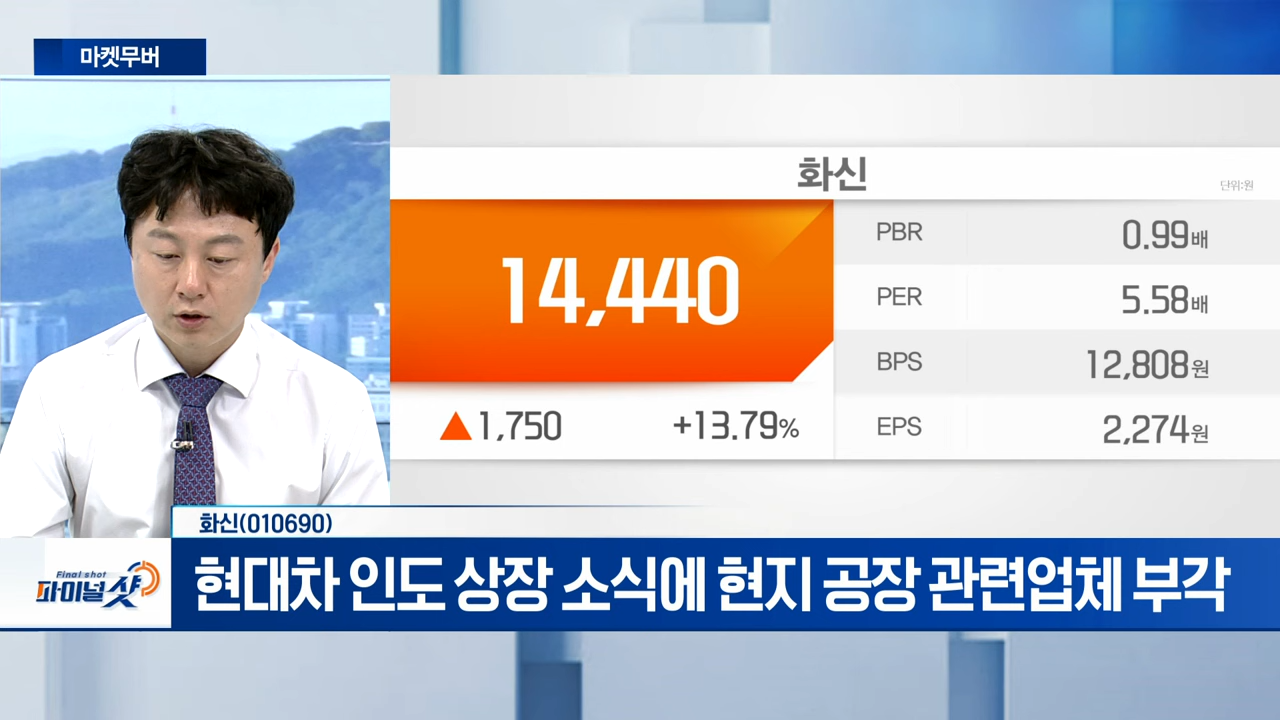 마켓무버
화신
단위:원
14,440
▲1,750 +13.79%
PBR 0.99배
PER 5.58배
BPS 12,808원
EPS 2,274원
화신(010690)
Final shot
파이널샷
현대차 인도 상장 소식에 현지 공장 관련업체 부각